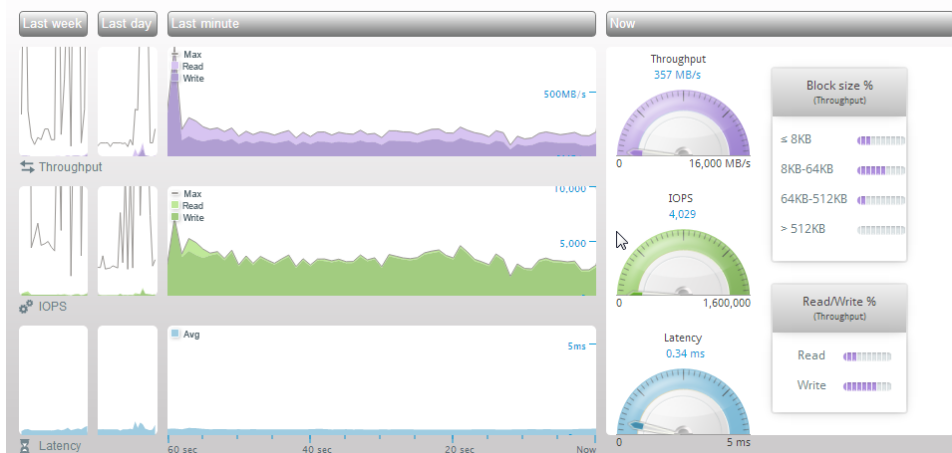 Last week
Last day
Last minute
Now
Max
Read
Write
500MB/s
Throughput
Max
Read
Write
10,000
5,000
IOPS
Avg
5ms
Latency
60 sec
40 sec
20 sec
Now
Throughput
357 MB/s
0
16,000 MB/s
IOPS
4,029
0
1,600,000
Latency
0.34 ms
0
5 ms
Block size %
(Throughput)
≤ 8KB
8KB-64KB
64KB-512KB
> 512KB
Read/Write %
(Throughput)
Read
Write